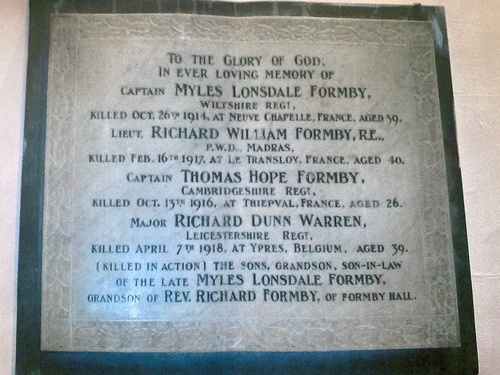 TO THE GLORY OF GOD,
IN EVER LOVING MEMORY OF
CAPTAIN MYLES LONSDALE FORMBY,
WILTSHIRE REGT,
KILLED OCT. 26TH 1914, AT NEUVE CHAPELLE, FRANCE, AGED 39.
LIEUT. RICHARD WILLIAM FORMBY, R.E.,
P.W.D., MADRAS,
KILLED FEB. 16TH 1917, AT LE TRANSLOY, FRANCE, AGED 40.
CAPTAIN THOMAS HOPE FORMBY,
CAMBRIDGESHIRE REGT,
KILLED OCT. 13TH 1916, AT THIEPVAL, FRANCE, AGED 26.
MAJOR RICHARD DUNN WARREN,
LEICESTERSHIRE REGT,
KILLED APRIL 7TH 1918, AT YPRES, BELGIUM, AGED 39.
(KILLED IN ACTION) THE SONS, GRANDSON, SON-IN-LAW
OF THE LATE MYLES LONSDALE FORMBY,
GRANDSON OF REV. RICHARD FORMBY, OF FORMBY HALL.